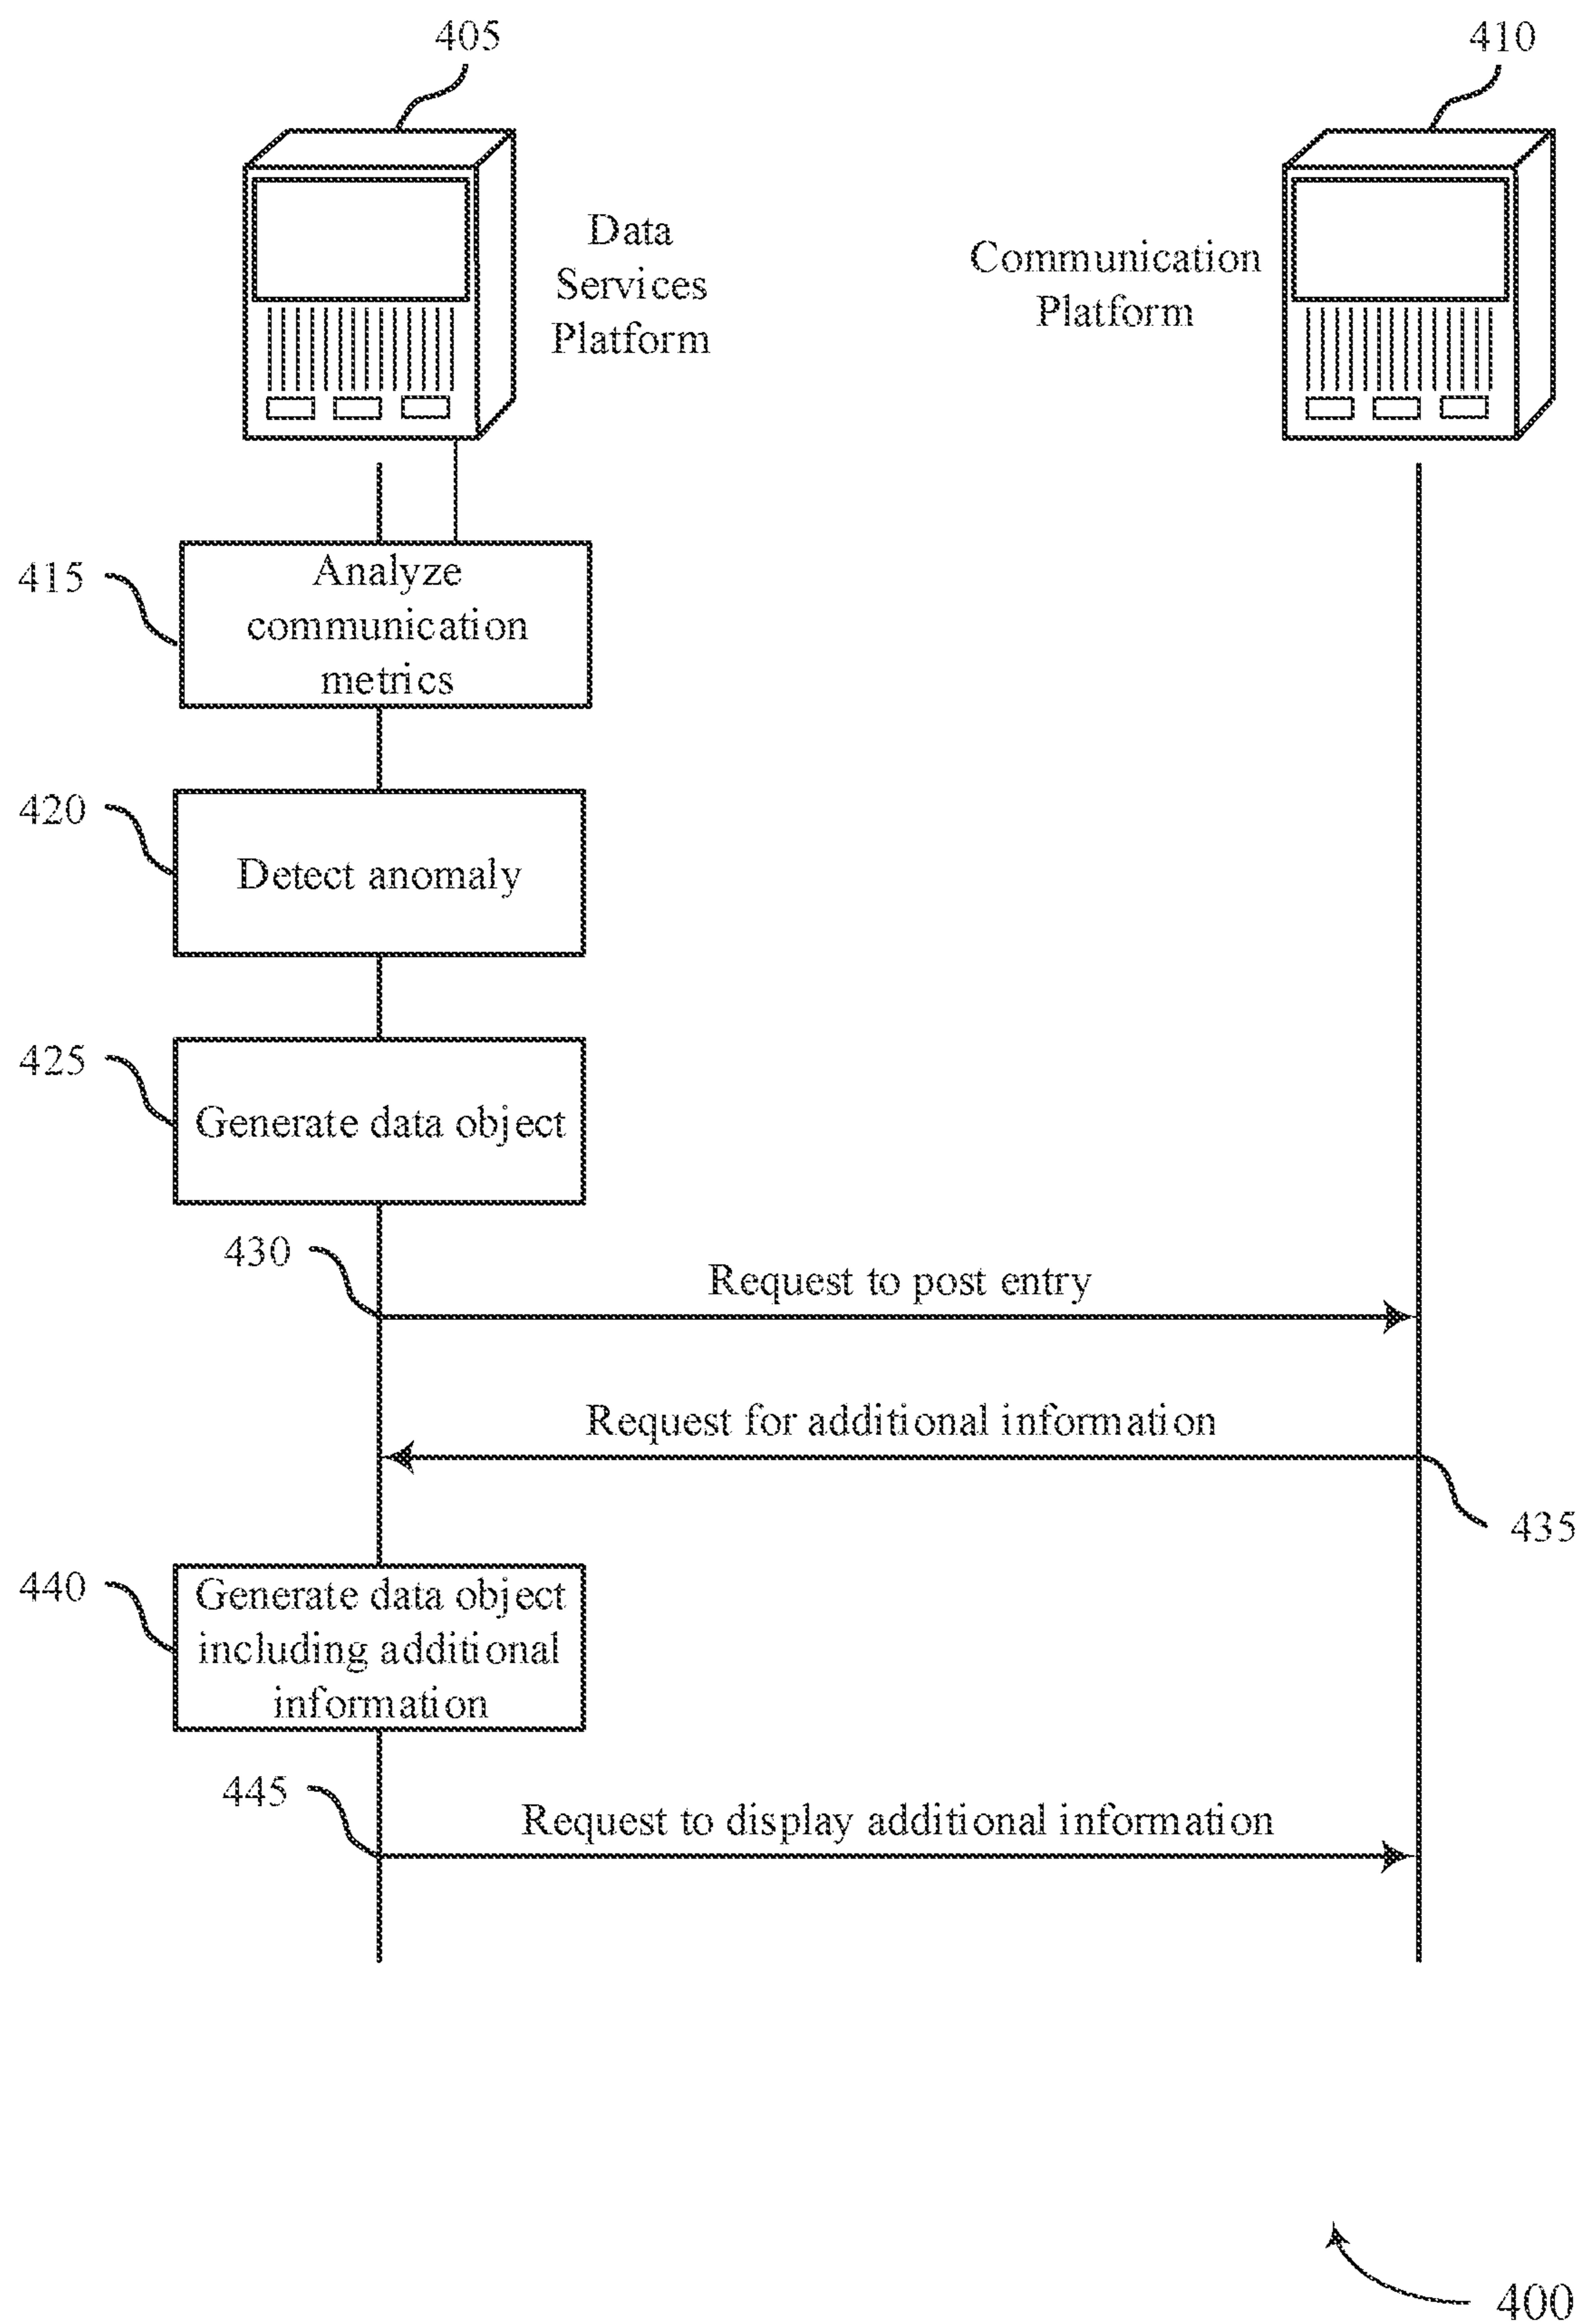 405
410
Data
Services
Platform
Communication
Platform
415
Analyze
communication
metrics
420
Detect anomaly
425
Generate data object
430
Request to post entry
Request for additional information
435
440
Generate data object
including additional
information
445
Request to display additional information
400